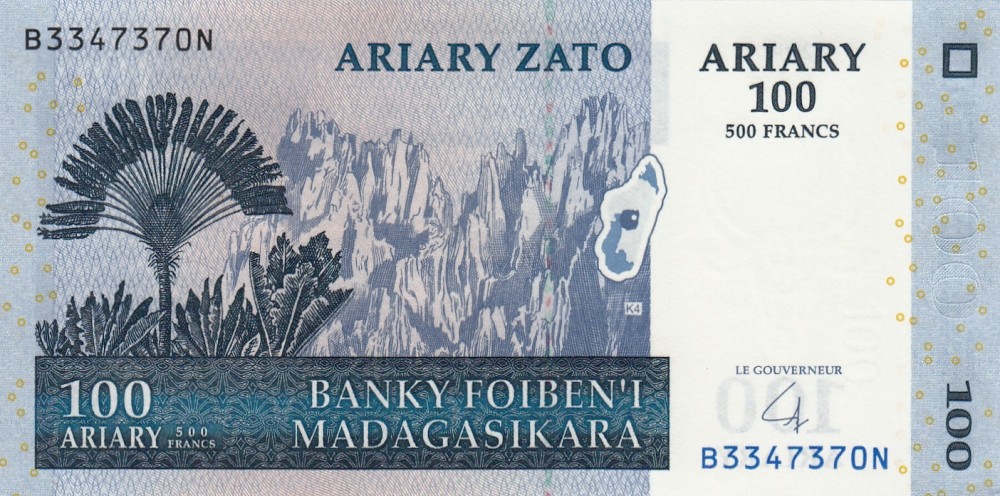 B3347370N
ARIARY ZATO
ARIARY
100
500 FRANCS
K4
LE GOUVERNEUR
100
ARIARY 500 FRANCS
BANKY FOIBEN'I
MADAGASIKARA
B3347370N
100
100